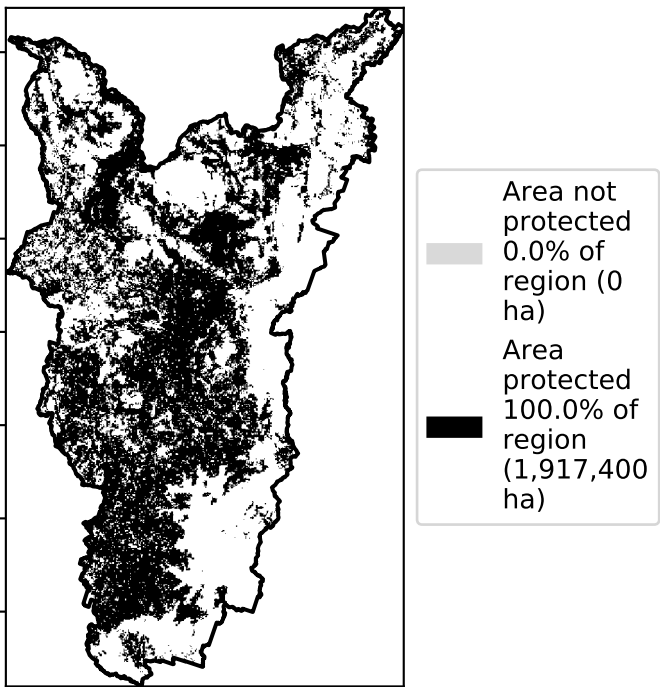 Area not
protected
0.0% of
region (0
ha)
Area
protected
100.0% of
region
(1,917,400
ha)